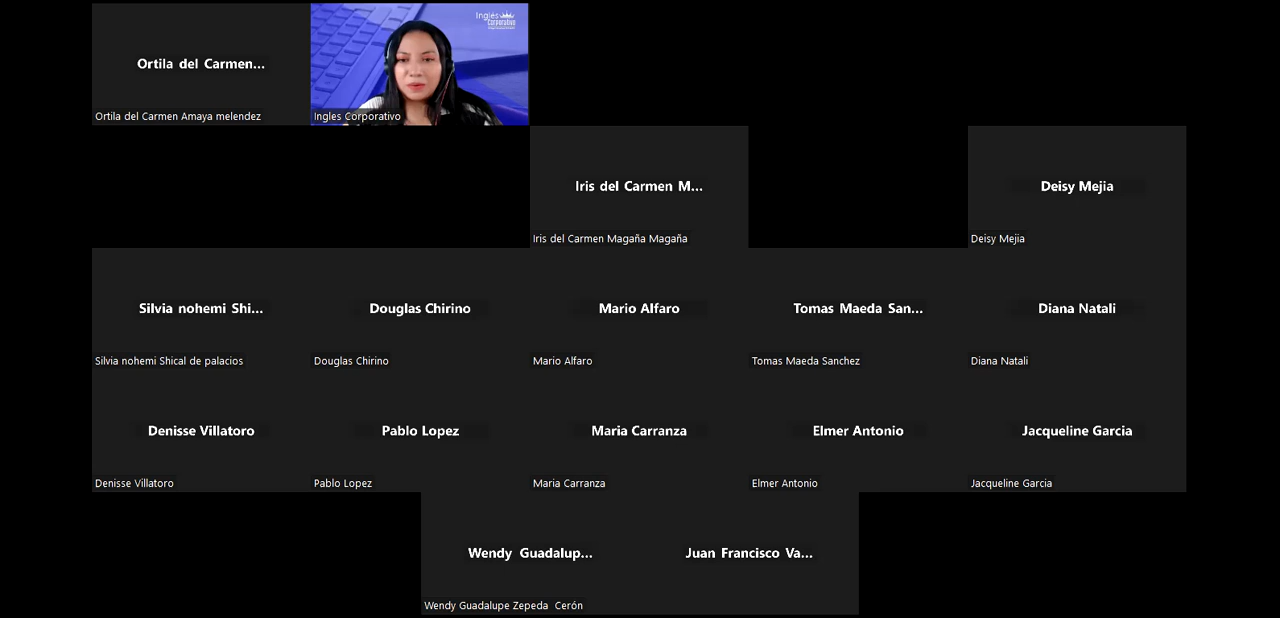 Ortila del Carmen...
Ortila del Carmen Amaya melendez
Inglés
Corporativo
Ingles Corporativo
Iris del Carmen M...
Iris del Carmen Magaña Magaña
Deisy Mejia
Deisy Mejia
Silvia nohemi Shi...
Silvia nohemi Shical de palacios
Douglas Chirino
Douglas Chirino
Mario Alfaro
Mario Alfaro
Tomas Maeda San...
Tomas Maeda Sanchez
Diana Natali
Diana Natali
Denisse Villatoro
Denisse Villatoro
Pablo Lopez
Pablo Lopez
Maria Carranza
Maria Carranza
Elmer Antonio
Elmer Antonio
Jacqueline Garcia
Jacqueline Garcia
Wendy Guadalup...
Wendy Guadalupe Zepeda Cerón
Juan Francisco Va...